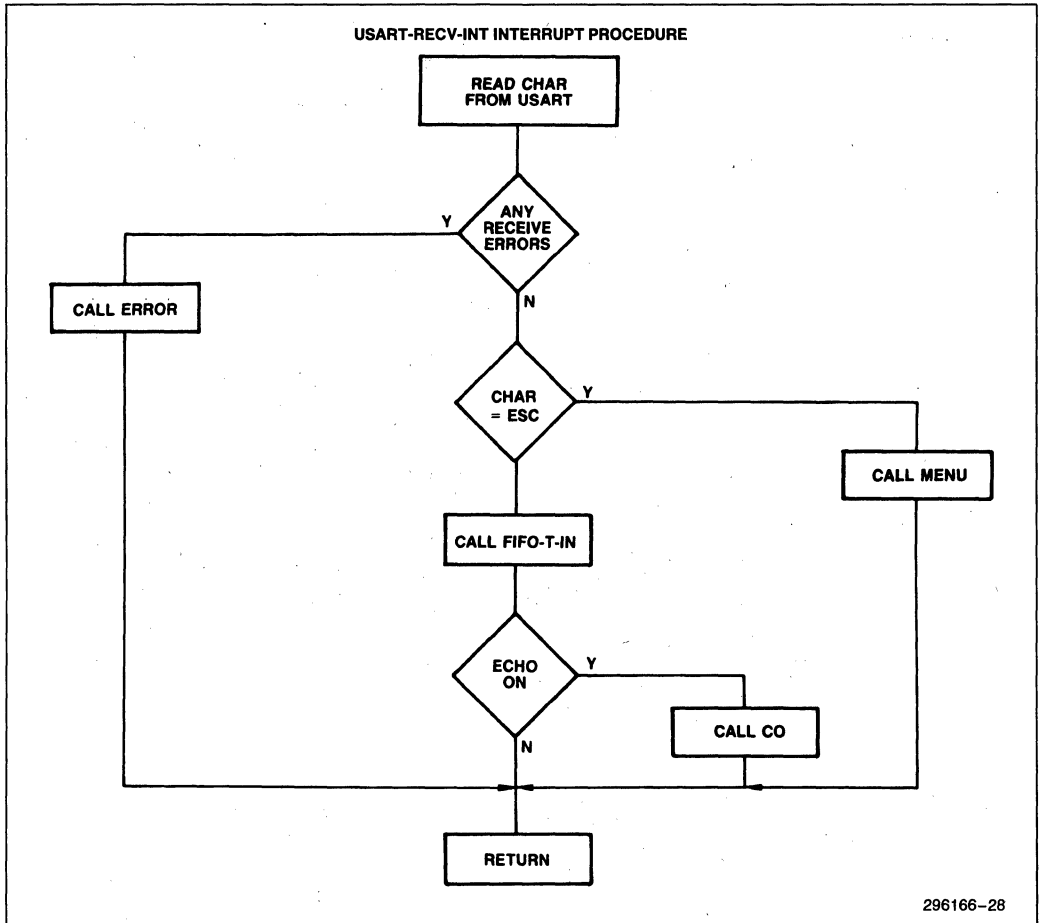 USART-RECV-INT INTERRUPT PROCEDURE
READ CHAR
FROM USART
ANY
RECEIVE
ERRORS
Y
N
CALL ERROR
CHAR
= ESC
Y
CALL MENU
CALL FIFO-T-IN
ECHO
ON
Y
N
CALL CO
RETURN
296166-28